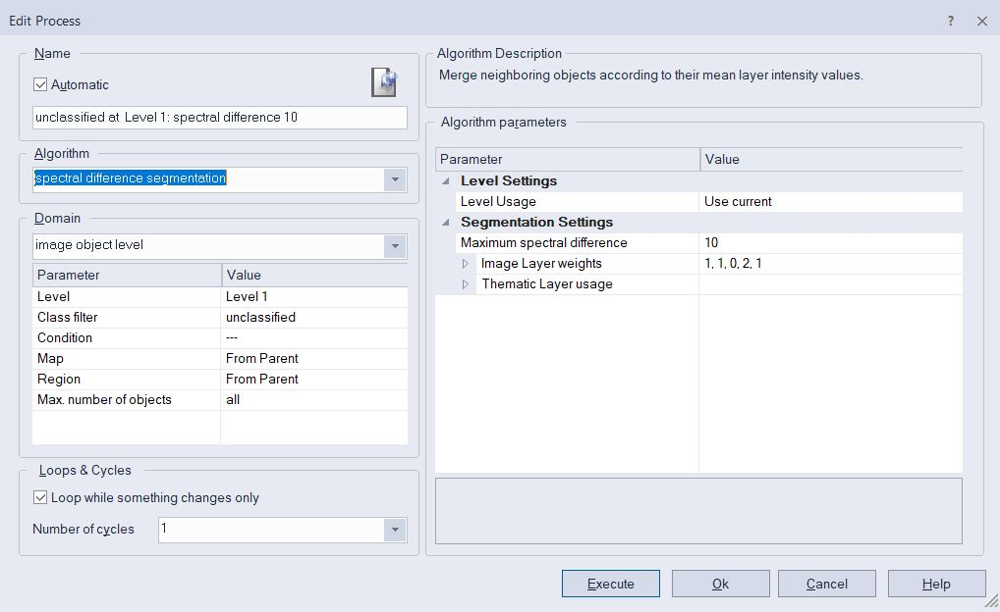 Edit Process
? ×
Name
Automatic
unclassified at Level 1: spectral difference 10
Algorithm
spectral difference segmentation
Domain
image object level
Parameter Value
Level Level 1
Class filter unclassified
Condition ---
Map From Parent
Region From Parent
Max. number of objects all
Loops & Cycles
Loop while something changes only
Number of cycles 1
Algorithm Description
Merge neighboring objects according to their mean layer intensity values.
Algorithm parameters
Parameter Value
Level Settings
Level Usage Use current
Segmentation Settings
Maximum spectral difference 10
Image Layer weights 1, 1, 0, 2, 1
Thematic Layer usage
Execute Ok Cancel Help